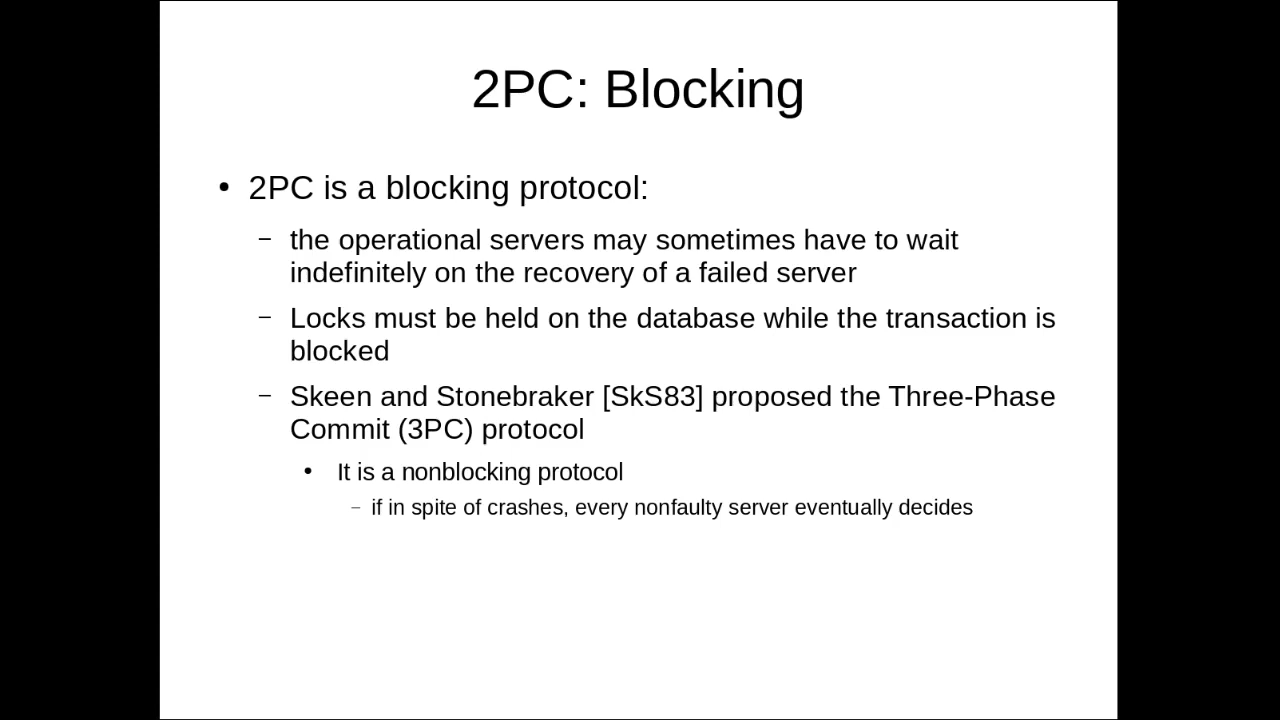 2PC: Blocking
• 2PC is a blocking protocol:
– the operational servers may sometimes have to wait
indefinitely on the recovery of a failed server
– Locks must be held on the database while the transaction is
blocked
– Skeen and Stonebraker [SkS83] proposed the Three-Phase
Commit (3PC) protocol
• It is a nonblocking protocol
– if in spite of crashes, every nonfaulty server eventually decides